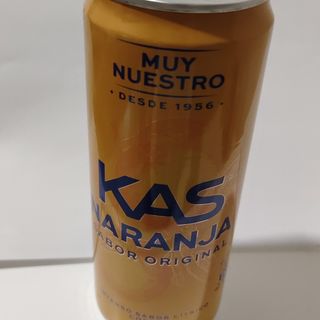 MUY
NUESTRO
• DESDE 1956 •
KAS
NARANJA
SABOR ORIGINAL